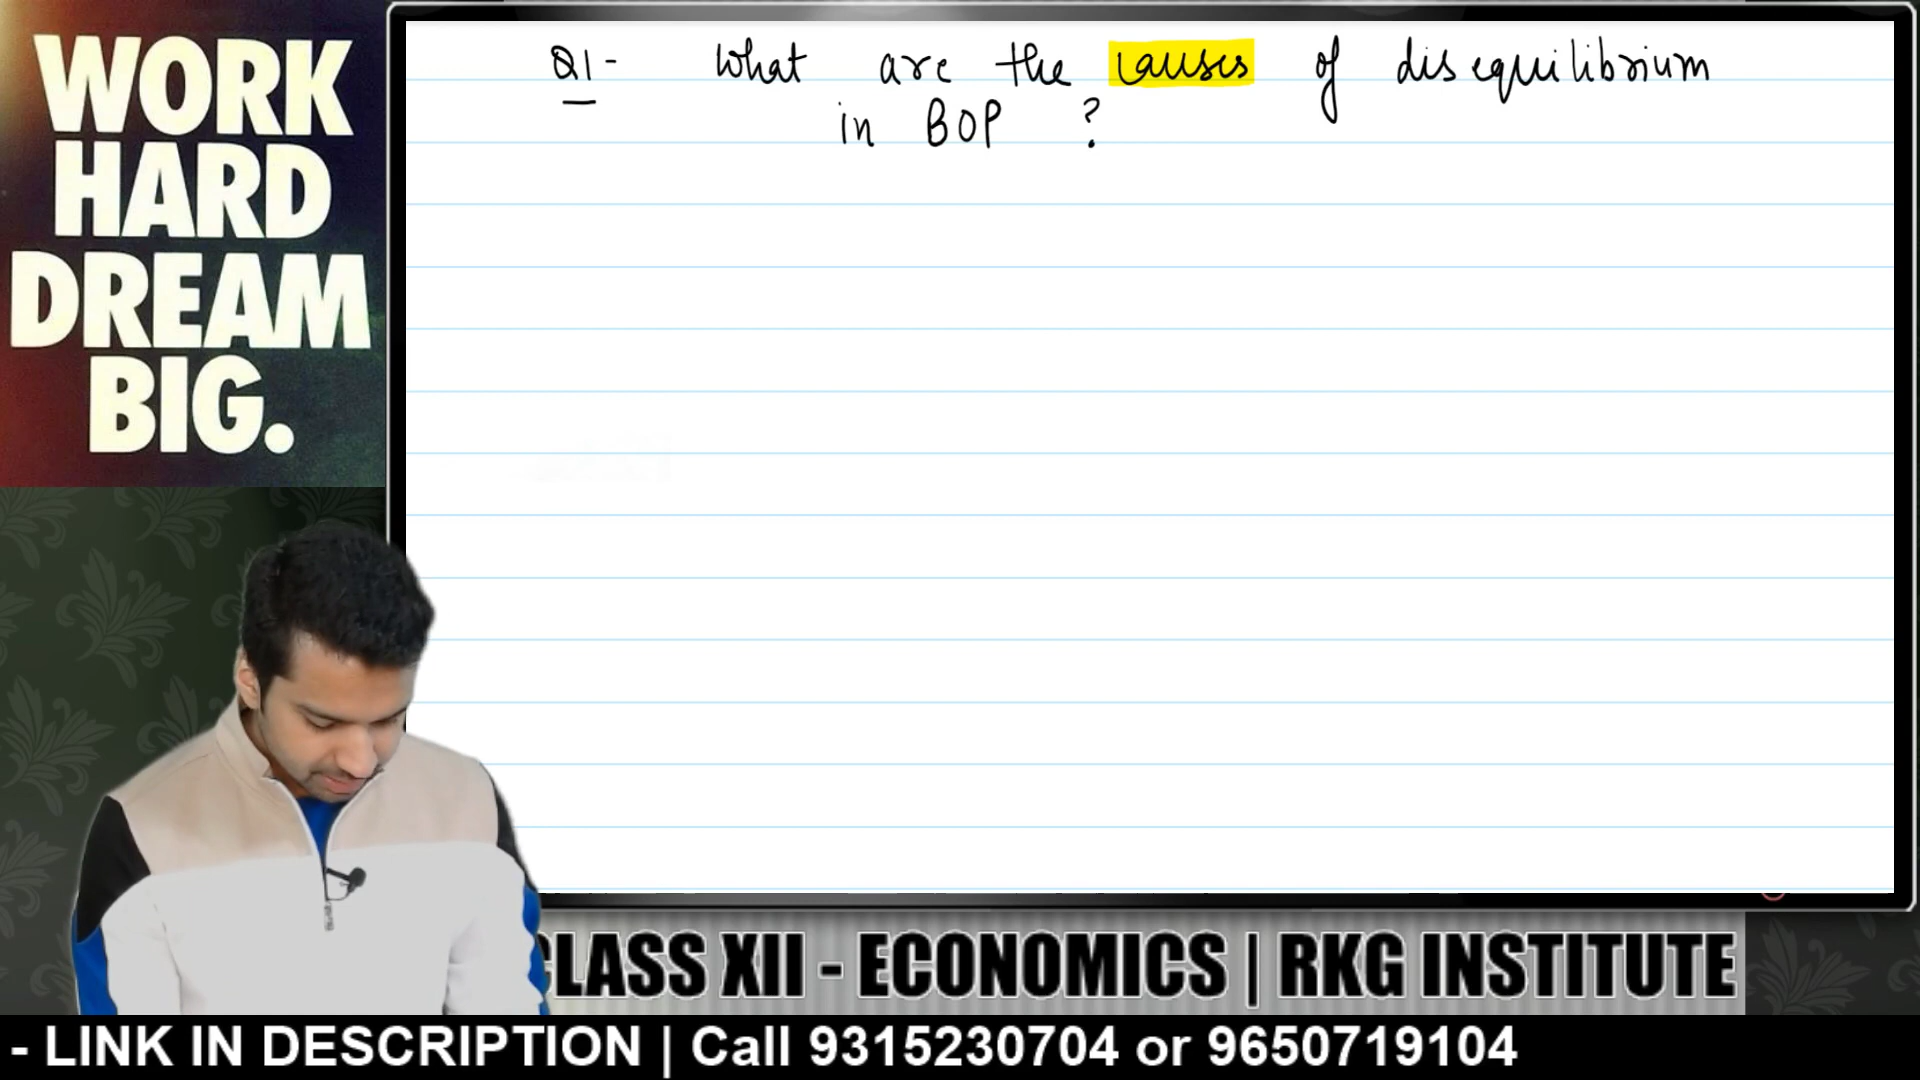 WORK
HARD
DREAM
BIG.
Q1- What are the causes of disequilibrium
in BOP ?
CLASS XII - ECONOMICS | RKG INSTITUTE
- LINK IN DESCRIPTION | Call 9315230704 or 9650719104